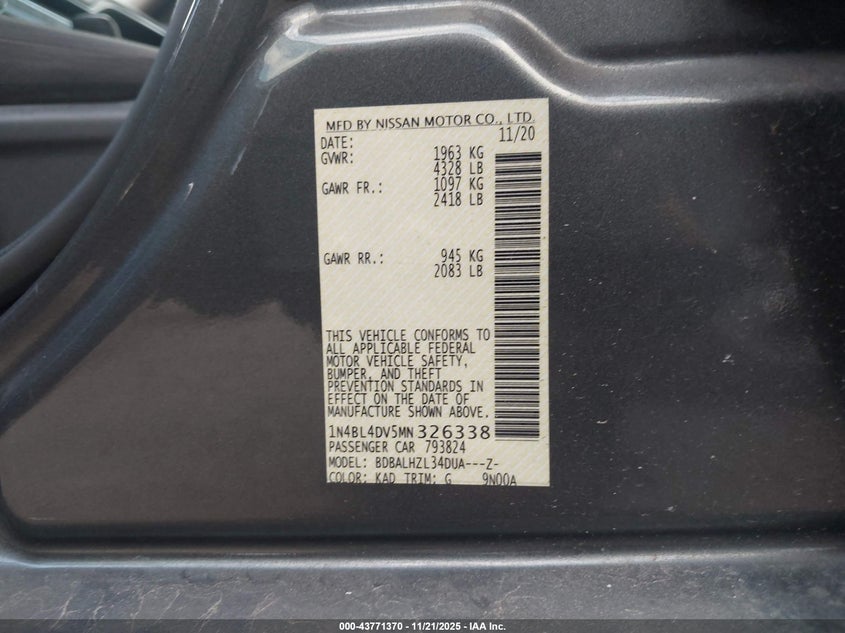 MFD BY NISSAN MOTOR CO., LTD.
DATE: 11/20
GVWR: 1963 KG
4328 LB
GAWR FR.: 1097 KG
2418 LB
GAWR RR.: 945 KG
2083 LB
THIS VEHICLE CONFORMS TO
ALL APPLICABLE FEDERAL
MOTOR VEHICLE SAFETY,
BUMPER, AND THEFT
PREVENTION STANDARDS IN
EFFECT ON THE DATE OF
MANUFACTURE SHOWN ABOVE.
1N4BL4DV5MN326338
PASSENGER CAR 793824
MODEL: BDBALHZL34DUA---Z-
COLOR: KAD TRIM: G 9N00A
000-43771370 - 11/21/2025 - IAA Inc.